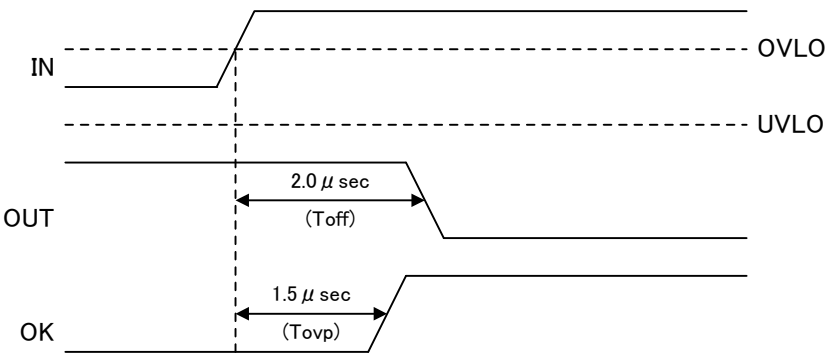 IN
OVLO
UVLO
OUT
2.0 μ sec
(Toff)
OK
1.5 μ sec
(Tovp)